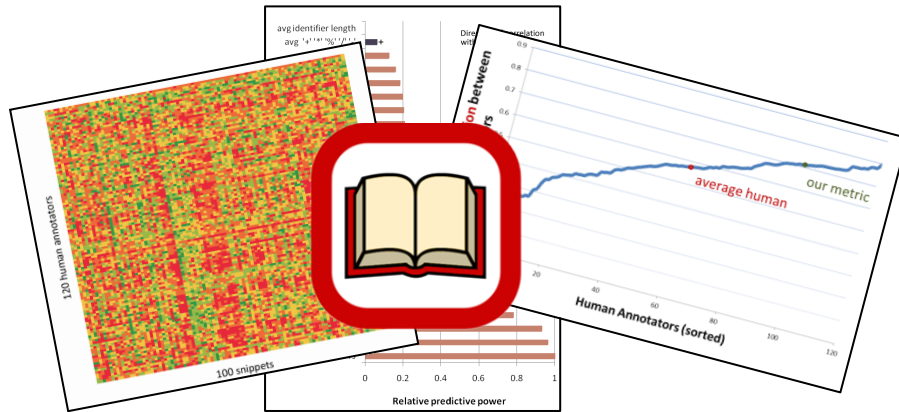 avg identifier length
+
Dire
relation
with
120 human annotators
100 snippets
0 0.2 0.4 0.6 0.8 1
Relative predictive power
between
0.9
0.8
0.7
0.6
average human
our metric
20 40 60 80 100 120
Human Annotators (sorted)